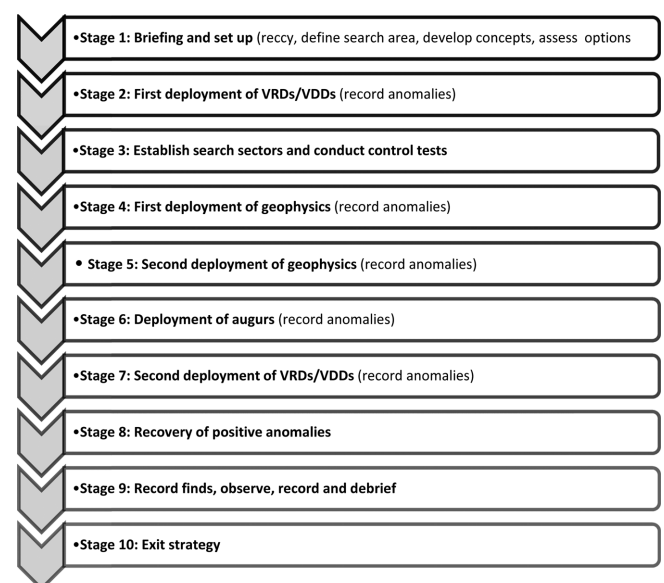 •Stage 1: Briefing and set up (reccy, define search area, develop concepts, assess options
•Stage 2: First deployment of VRDs/VDDs (record anomalies)
•Stage 3: Establish search sectors and conduct control tests
•Stage 4: First deployment of geophysics (record anomalies)
• Stage 5: Second deployment of geophysics (record anomalies)
•Stage 6: Deployment of augurs (record anomalies)
•Stage 7: Second deployment of VRDs/VDDs (record anomalies)
•Stage 8: Recovery of positive anomalies
•Stage 9: Record finds, observe, record and debrief
•Stage 10: Exit strategy